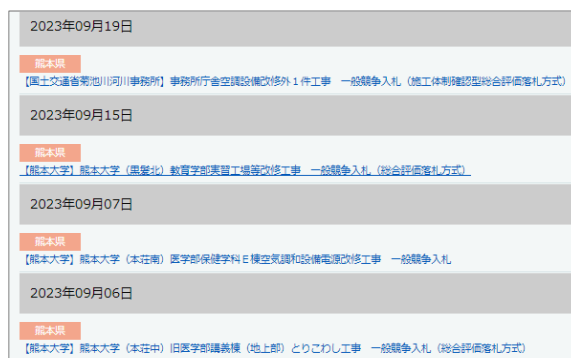 2023年09月19日
熊本県
【国土交通省菊池川河川事務所】事務所庁舎空調設備改修外１件工事　一般競争入札（施工体制確認型総合評価落札方式）
2023年09月15日
熊本県
【熊本大学】熊本大学（黒髪北）教育学部実習工場等改修工事　一般競争入札（総合評価落札方式）
2023年09月07日
熊本県
【熊本大学】熊本大学（本荘南）医学部保健学科Ｅ棟空気調和設備電源改修工事　一般競争入札
2023年09月06日
熊本県
【熊本大学】熊本大学（本荘中）旧医学部講義棟（地上部）とりこわし工事　一般競争入札（総合評価落札方式）